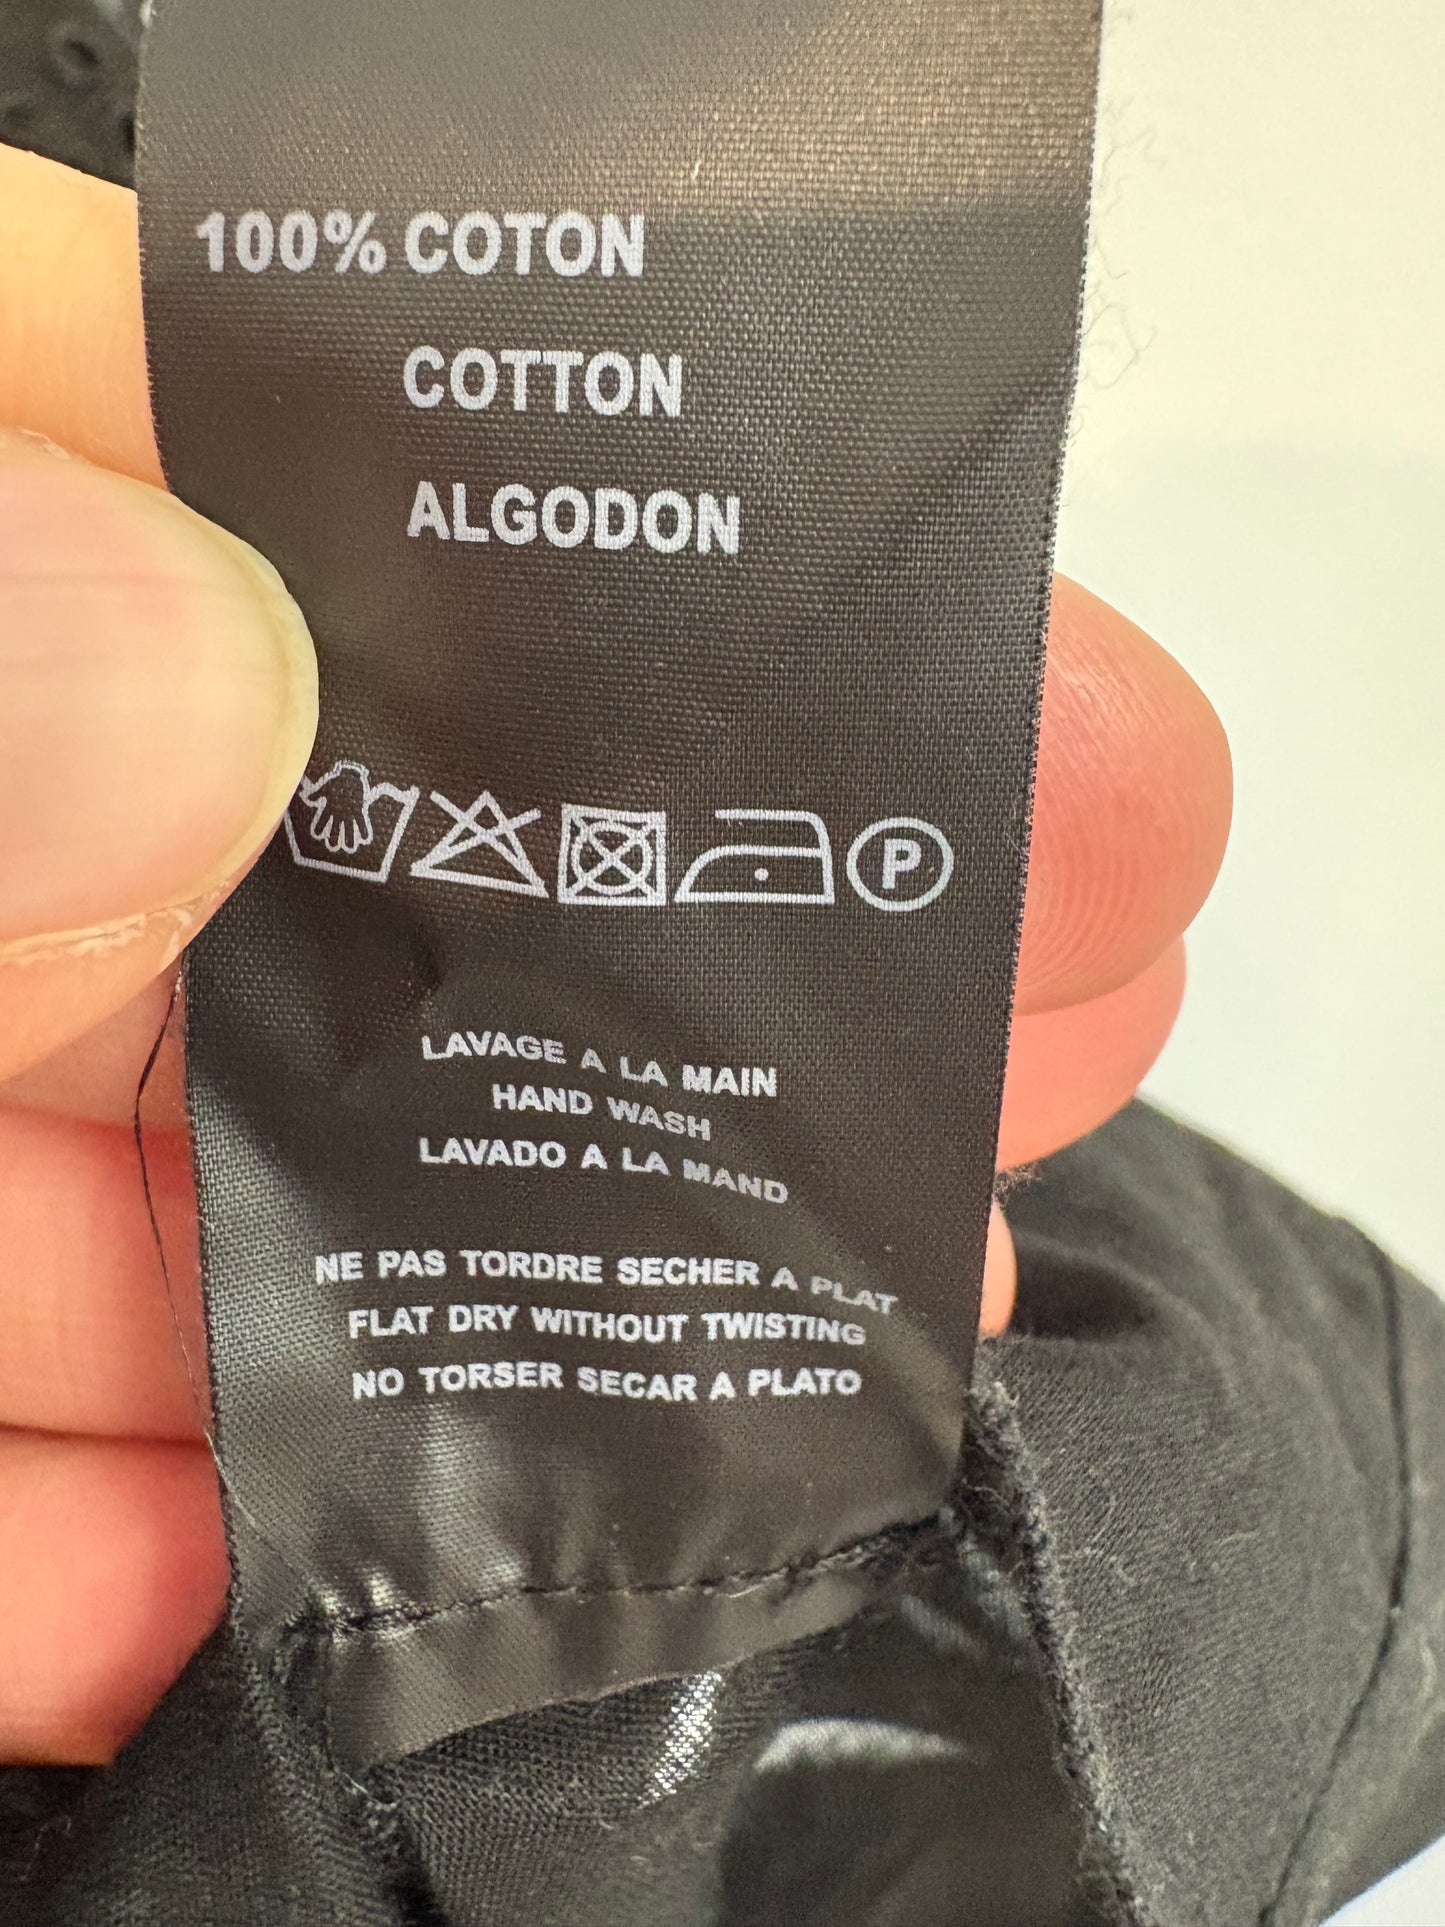 100% COTON
COTTON
ALGODON
P
LAVAGE A LA MAIN
HAND WASH
LAVADO A LA MAND
NE PAS TORDRE SECHER A PLAT
FLAT DRY WITHOUT TWISTING
NO TORSER SECAR A PLATO